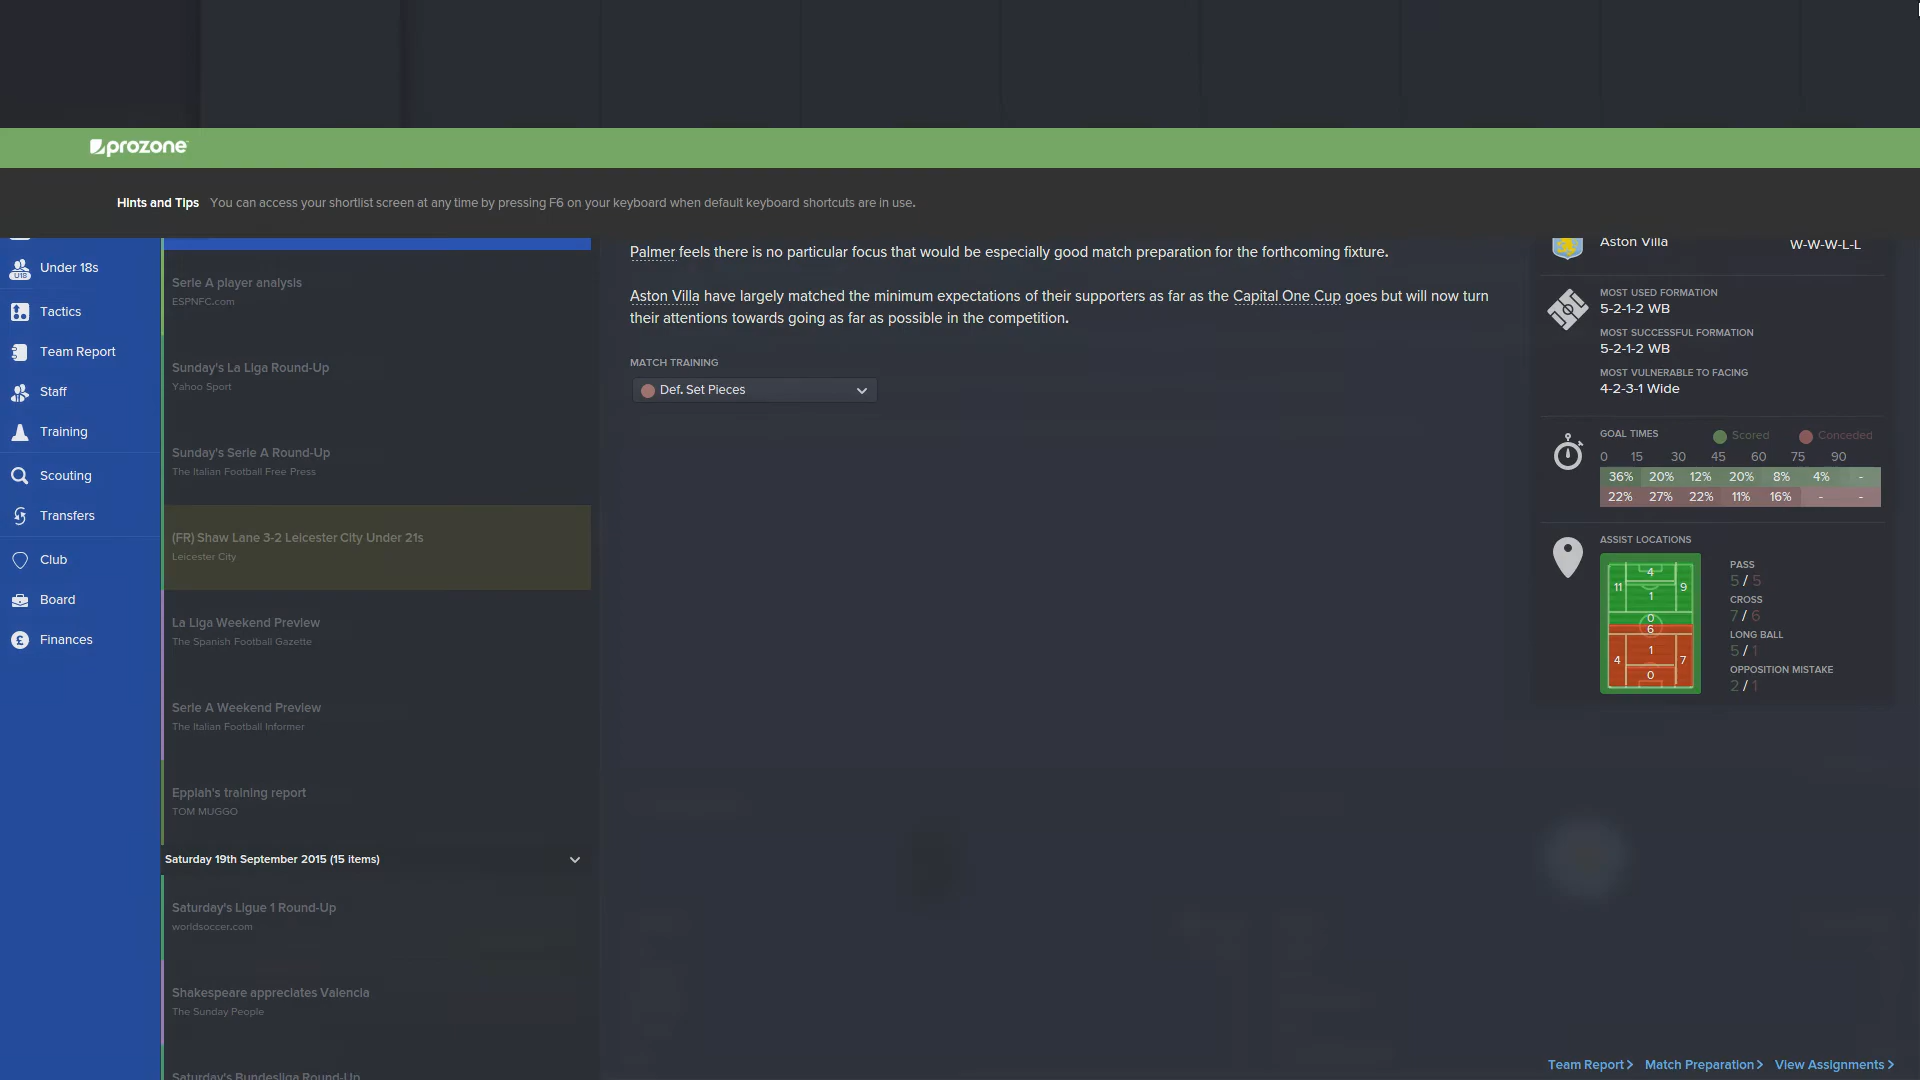 prozone
Hints and Tips You can access your shortlist screen at any time by pressing F6 on your keyboard when default keyboard shortcuts are in use.
Under 18s
Tactics
Team Report
Staff
Training
Scouting
Transfers
Club
Board
Finances
Serie A player analysis
ESPNFC.com
Sunday's La Liga Round-Up
Yahoo Sport
Sunday's Serie A Round-Up
The Italian Football Free Press
(FR) Shaw Lane 3-2 Leicester City Under 21s
Leicester City
La Liga Weekend Preview
The Spanish Football Gazette
Serie A Weekend Preview
The Italian Football Informer
Eppiah's training report
TOM MUGGO
Saturday 19th September 2015 (15 items)
Saturday's Ligue 1 Round-Up
worldsoccer.com
Shakespeare appreciates Valencia
The Sunday People
Saturday's Bundesliga Round-Up
Palmer feels there is no particular focus that would be especially good match preparation for the forthcoming fixture.
Aston Villa have largely matched the minimum expectations of their supporters as far as the Capital One Cup goes but will now turn
their attentions towards going as far as possible in the competition.
MATCH TRAINING
Def. Set Pieces
Aston Villa W-W-W-L-L
MOST USED FORMATION
5-2-1-2 WB
MOST SUCCESSFUL FORMATION
5-2-1-2 WB
MOST VULNERABLE TO FACING
4-2-3-1 Wide
GOAL TIMES Scored Conceded
0 15 30 45 60 75 90
36% 20% 12% 20% 8% 4% -
22% 27% 22% 11% 16% - -
ASSIST LOCATIONS
4
11 9
1
0
6
1
4 7
0
PASS
5 / 5
CROSS
7 / 6
LONG BALL
5 / 1
OPPOSITION MISTAKE
2 / 1
Team Report Match Preparation View Assignments